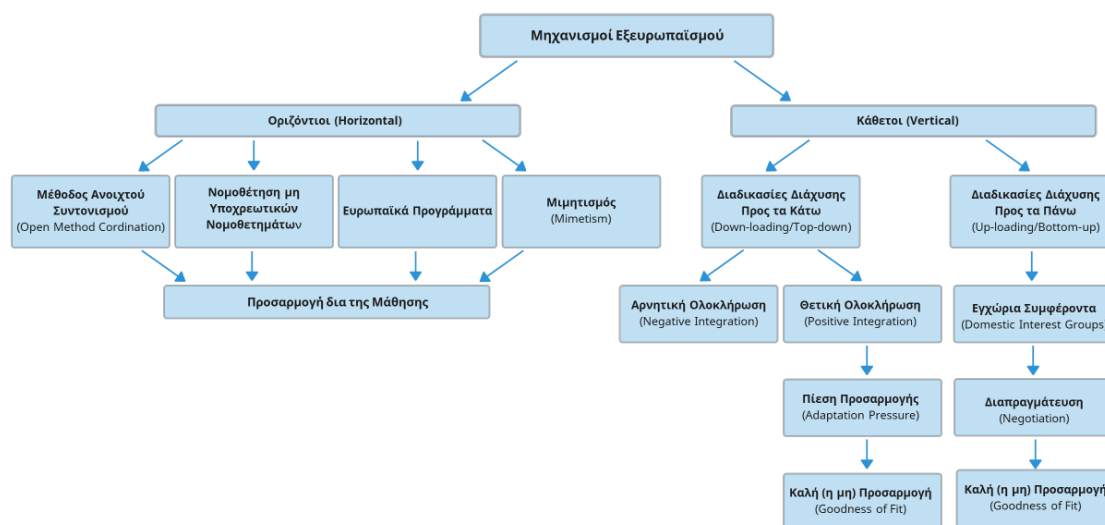 Μηχανισμοί Εξευρωπαϊσμού
Οριζόντιοι (Horizontal)
Κάθετοι (Vertical)
Μέθοδος Ανοιχτού
Συντονισμού
(Open Method Cordination)
Νομοθέτηση μη
Υποχρεωτικών
Νομοθετημάτων
Ευρωπαϊκά Προγράμματα
Μιμητισμός
(Mimetism)
Διαδικασίες Διάχυσης
Προς τα Κάτω
(Down-loading/Top-down)
Διαδικασίες Διάχυσης
Προς τα Πάνω
(Up-loading/Bottom-up)
Προσαρμογή δια της Μάθησης
Αρνητική Ολοκλήρωση
(Negative Integration)
Θετική Ολοκλήρωση
(Positive Integration)
Εγχώρια Συμφέροντα
(Domestic Interest Groups)
Πίεση Προσαρμογής
(Adaptation Pressure)
Διαπραγμάτευση
(Negotiation)
Καλή (η μη) Προσαρμογή
(Goodness of Fit)
Καλή (η μη) Προσαρμογή
(Goodness of Fit)